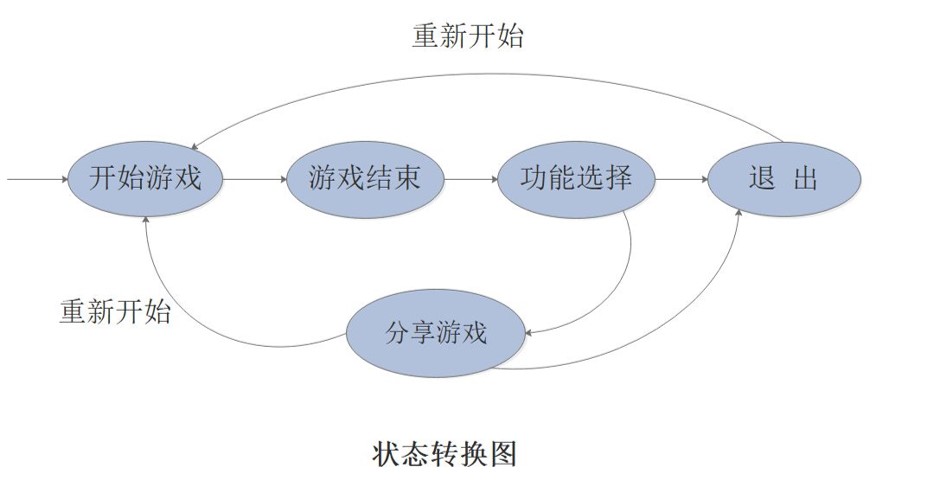 重新开始
开始游戏
游戏结束
功能选择
退 出
重新开始
分享游戏
状态转换图